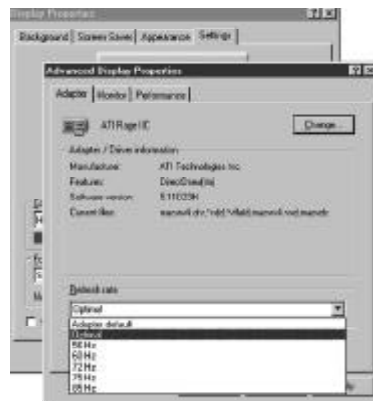 Display Properties
Background Screen Saver Appearance Settings
Advanced Display Properties
Adapter Monitor Performance
ATI Rage IIC
Change...
Adapter / Driver information
Manufacturer: ATI Technologies Inc.
Features: DirectDraw
Software version:
Current files:
Refresh rate
Optimal
Adapter default
Optimal
56 Hz
60 Hz
72 Hz
75 Hz
85 Hz